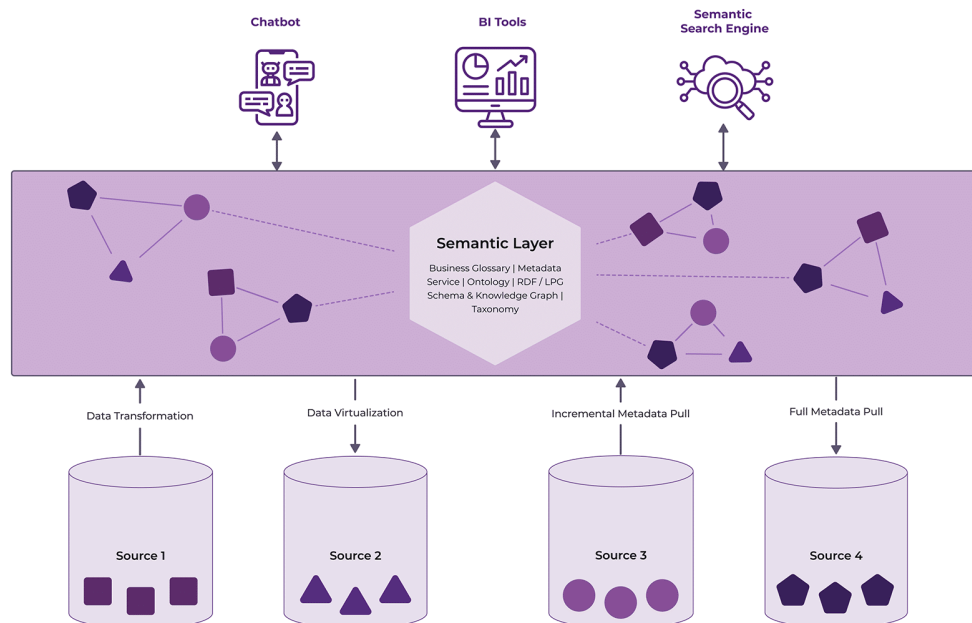 Chatbot
BI Tools
Semantic
Search Engine
Semantic Layer
Business Glossary | Metadata
Service | Ontology | RDF / LPG
Schema & Knowledge Graph |
Taxonomy
Data Transformation
Data Virtualization
Incremental Metadata Pull
Full Metadata Pull
Source 1
Source 2
Source 3
Source 4